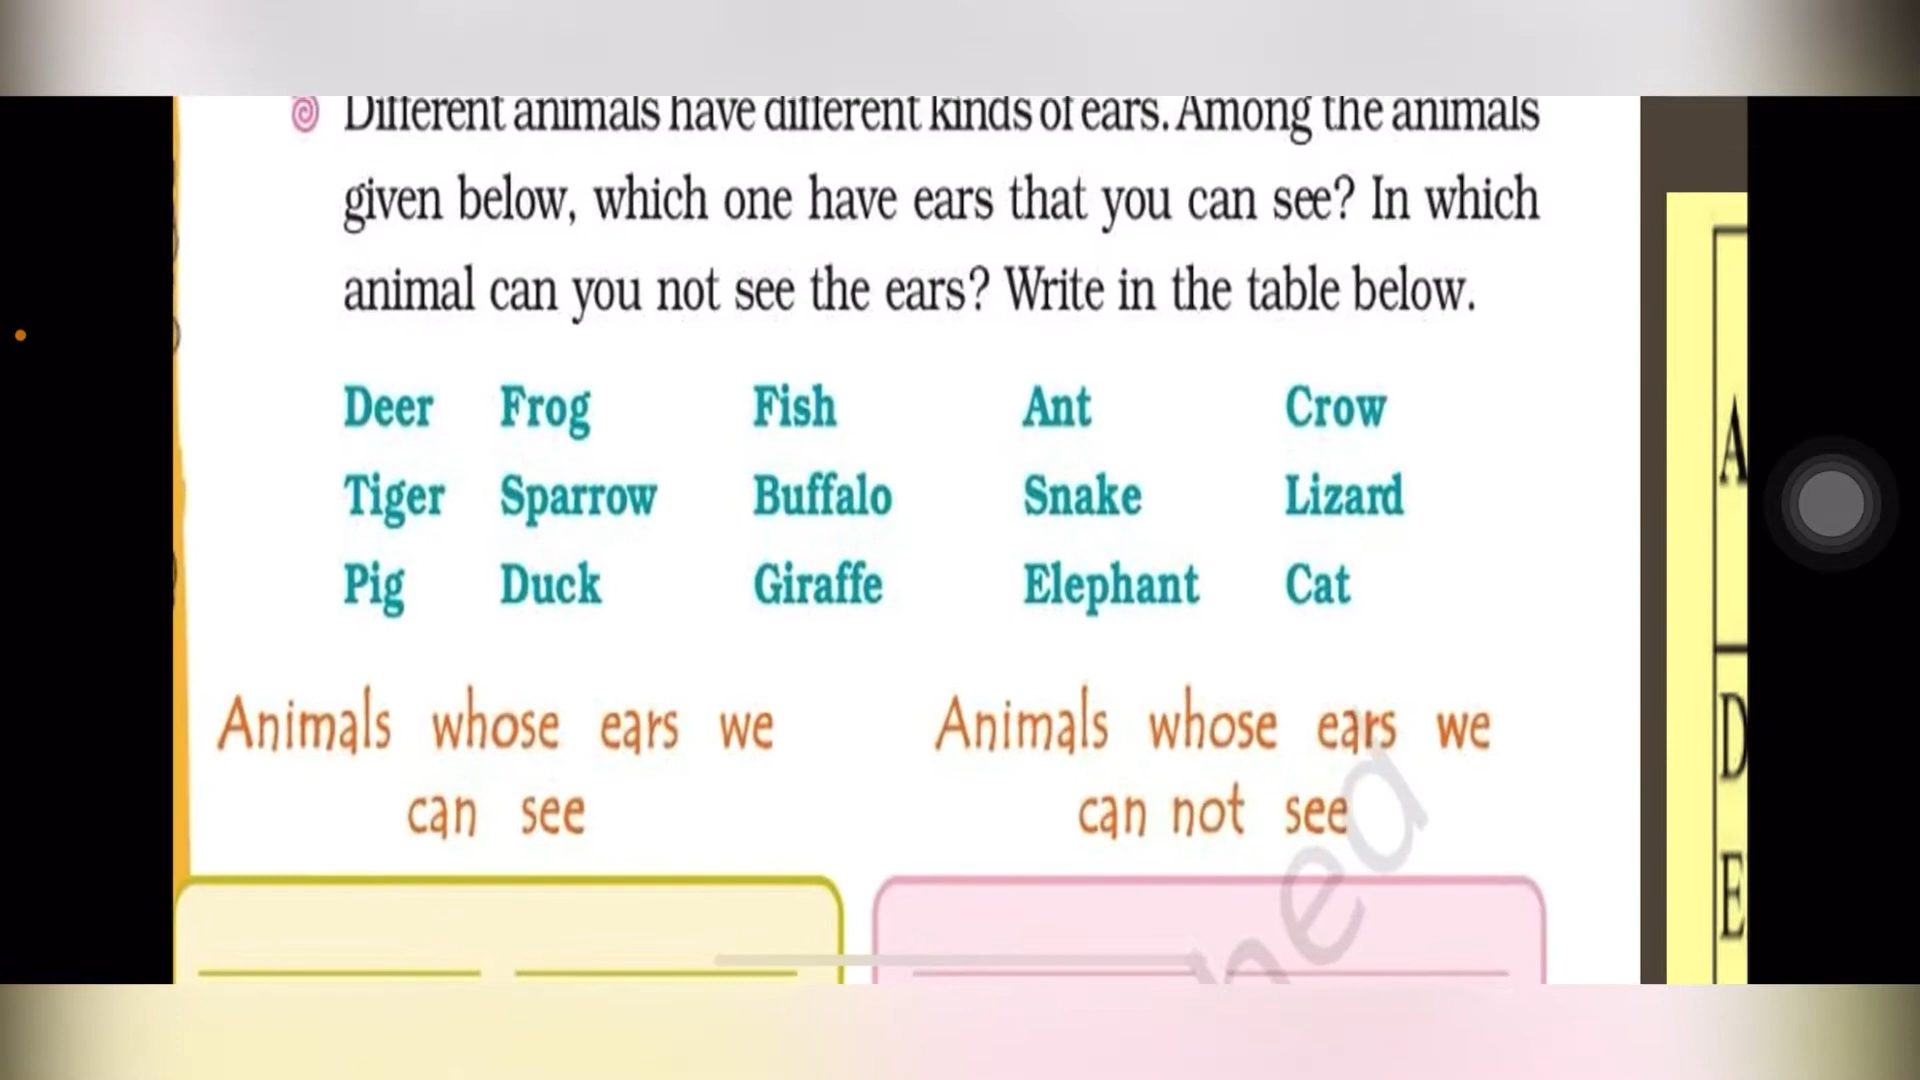 Different animals have different kinds of ears. Among the animals
given below, which one have ears that you can see? In which
animal can you not see the ears? Write in the table below.
Deer Frog Fish Ant Crow
Tiger Sparrow Buffalo Snake Lizard
Pig Duck Giraffe Elephant Cat
Animals whose ears we
can see
Animals whose ears we
can not see
A
D
E